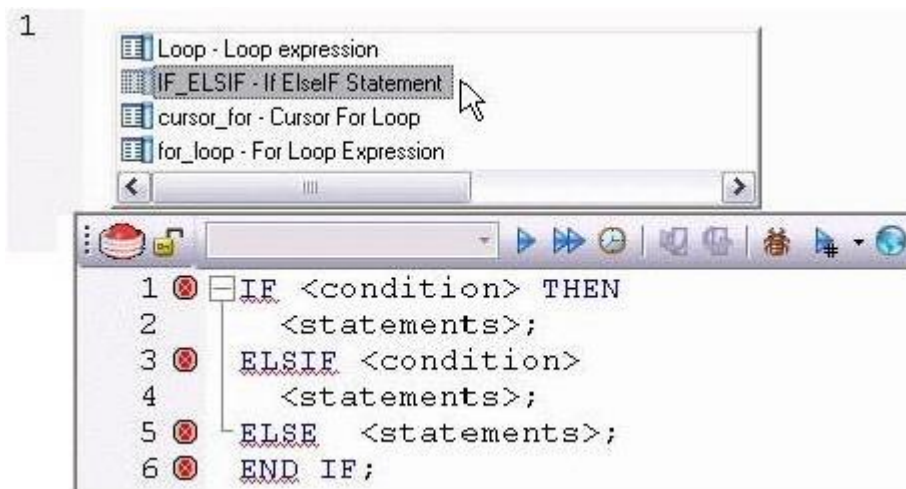 1
Loop - Loop expression
IF_ELSIF - If ElseIF Statement
cursor_for - Cursor For Loop
for_loop - For Loop Expression
1 IF <condition> THEN
2 <statements>;
3 ELSIF <condition>
4 <statements>;
5 ELSE <statements>;
6 END IF;